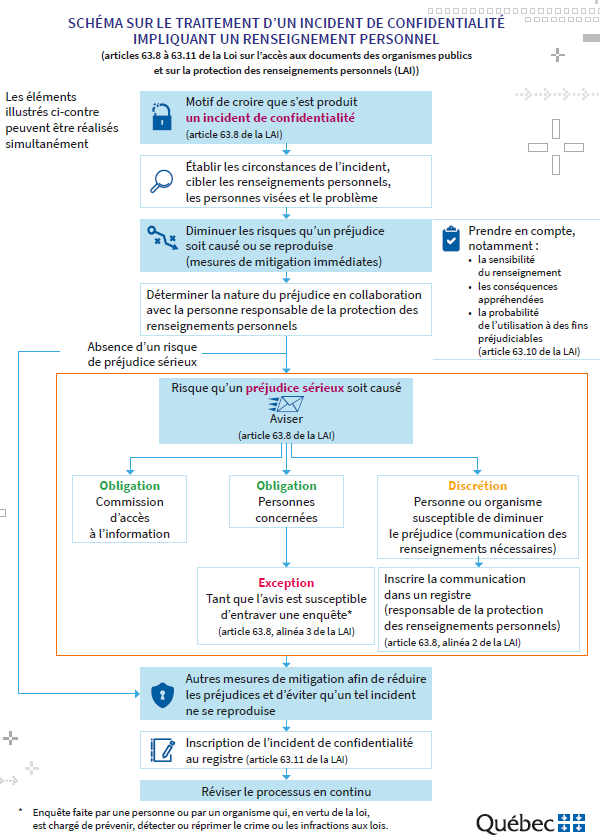 SCHÉMA SUR LE TRAITEMENT D'UN INCIDENT DE CONFIDENTIALITÉ
IMPLIQUANT UN RENSEIGNEMENT PERSONNEL
(articles 63.8 à 63.11 de la Loi sur l'accès aux documents des organismes publics
et sur la protection des renseignements personnels (LAI))
Les éléments
illustrés ci-contre
peuvent être réalisés
simultanément
Motif de croire que s'est produit
un incident de confidentialité
(article 63.8 de la LAI)
Établir les circonstances de l'incident,
cibler les renseignements personnels,
les personnes visées et le problème
Diminuer les risques qu'un préjudice
soit causé ou se reproduise
(mesures de mitigation immédiates)
Prendre en compte,
notamment :
• la sensibilité
du renseignement
• les conséquences
appréhendées
• la probabilité
de l'utilisation à des fins
préjudiciables
(article 63.10 de la LAI)
Déterminer la nature du préjudice en collaboration
avec la personne responsable de la protection des
renseignements personnels
Absence d'un risque
de préjudice sérieux
Risque qu'un préjudice sérieux soit causé
Aviser
(article 63.8 de la LAI)
Obligation
Commission
d'accès
à l'information
Obligation
Personnes
concernées
Discrétion
Personne ou organisme
susceptible de diminuer
le préjudice (communication des
renseignements nécessaires)
Exception
Tant que l'avis est susceptible
d'entraver une enquête*
(article 63.8, alinéa 3 de la LAI)
Inscrire la communication
dans un registre
(responsable de la protection
des renseignements personnels)
(article 63.8, alinéa 2 de la LAI)
Autres mesures de mitigation afin de réduire
les préjudices et d'éviter qu'un tel incident
ne se reproduise
Inscription de l'incident de confidentialité
au registre (article 63.11 de la LAI)
Réviser le processus en continu
* Enquête faite par une personne ou par un organisme qui, en vertu de la loi,
est chargé de prévenir, détecter ou réprimer le crime ou les infractions aux lois.
Québec